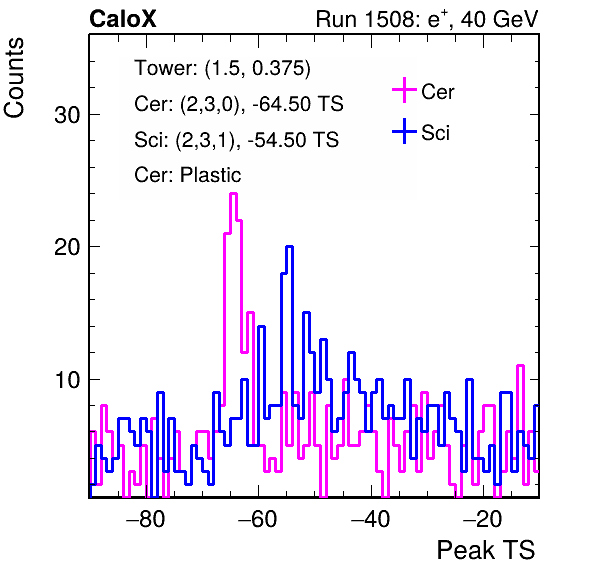 CaloX Run 1508: e⁺, 40 GeV
Counts
Tower: (1.5, 0.375)
Cer: (2,3,0), -64.50 TS
Sci: (2,3,1), -54.50 TS
Cer: Plastic
Cer
Sci
30
20
10
−80 −60 −40 −20
Peak TS